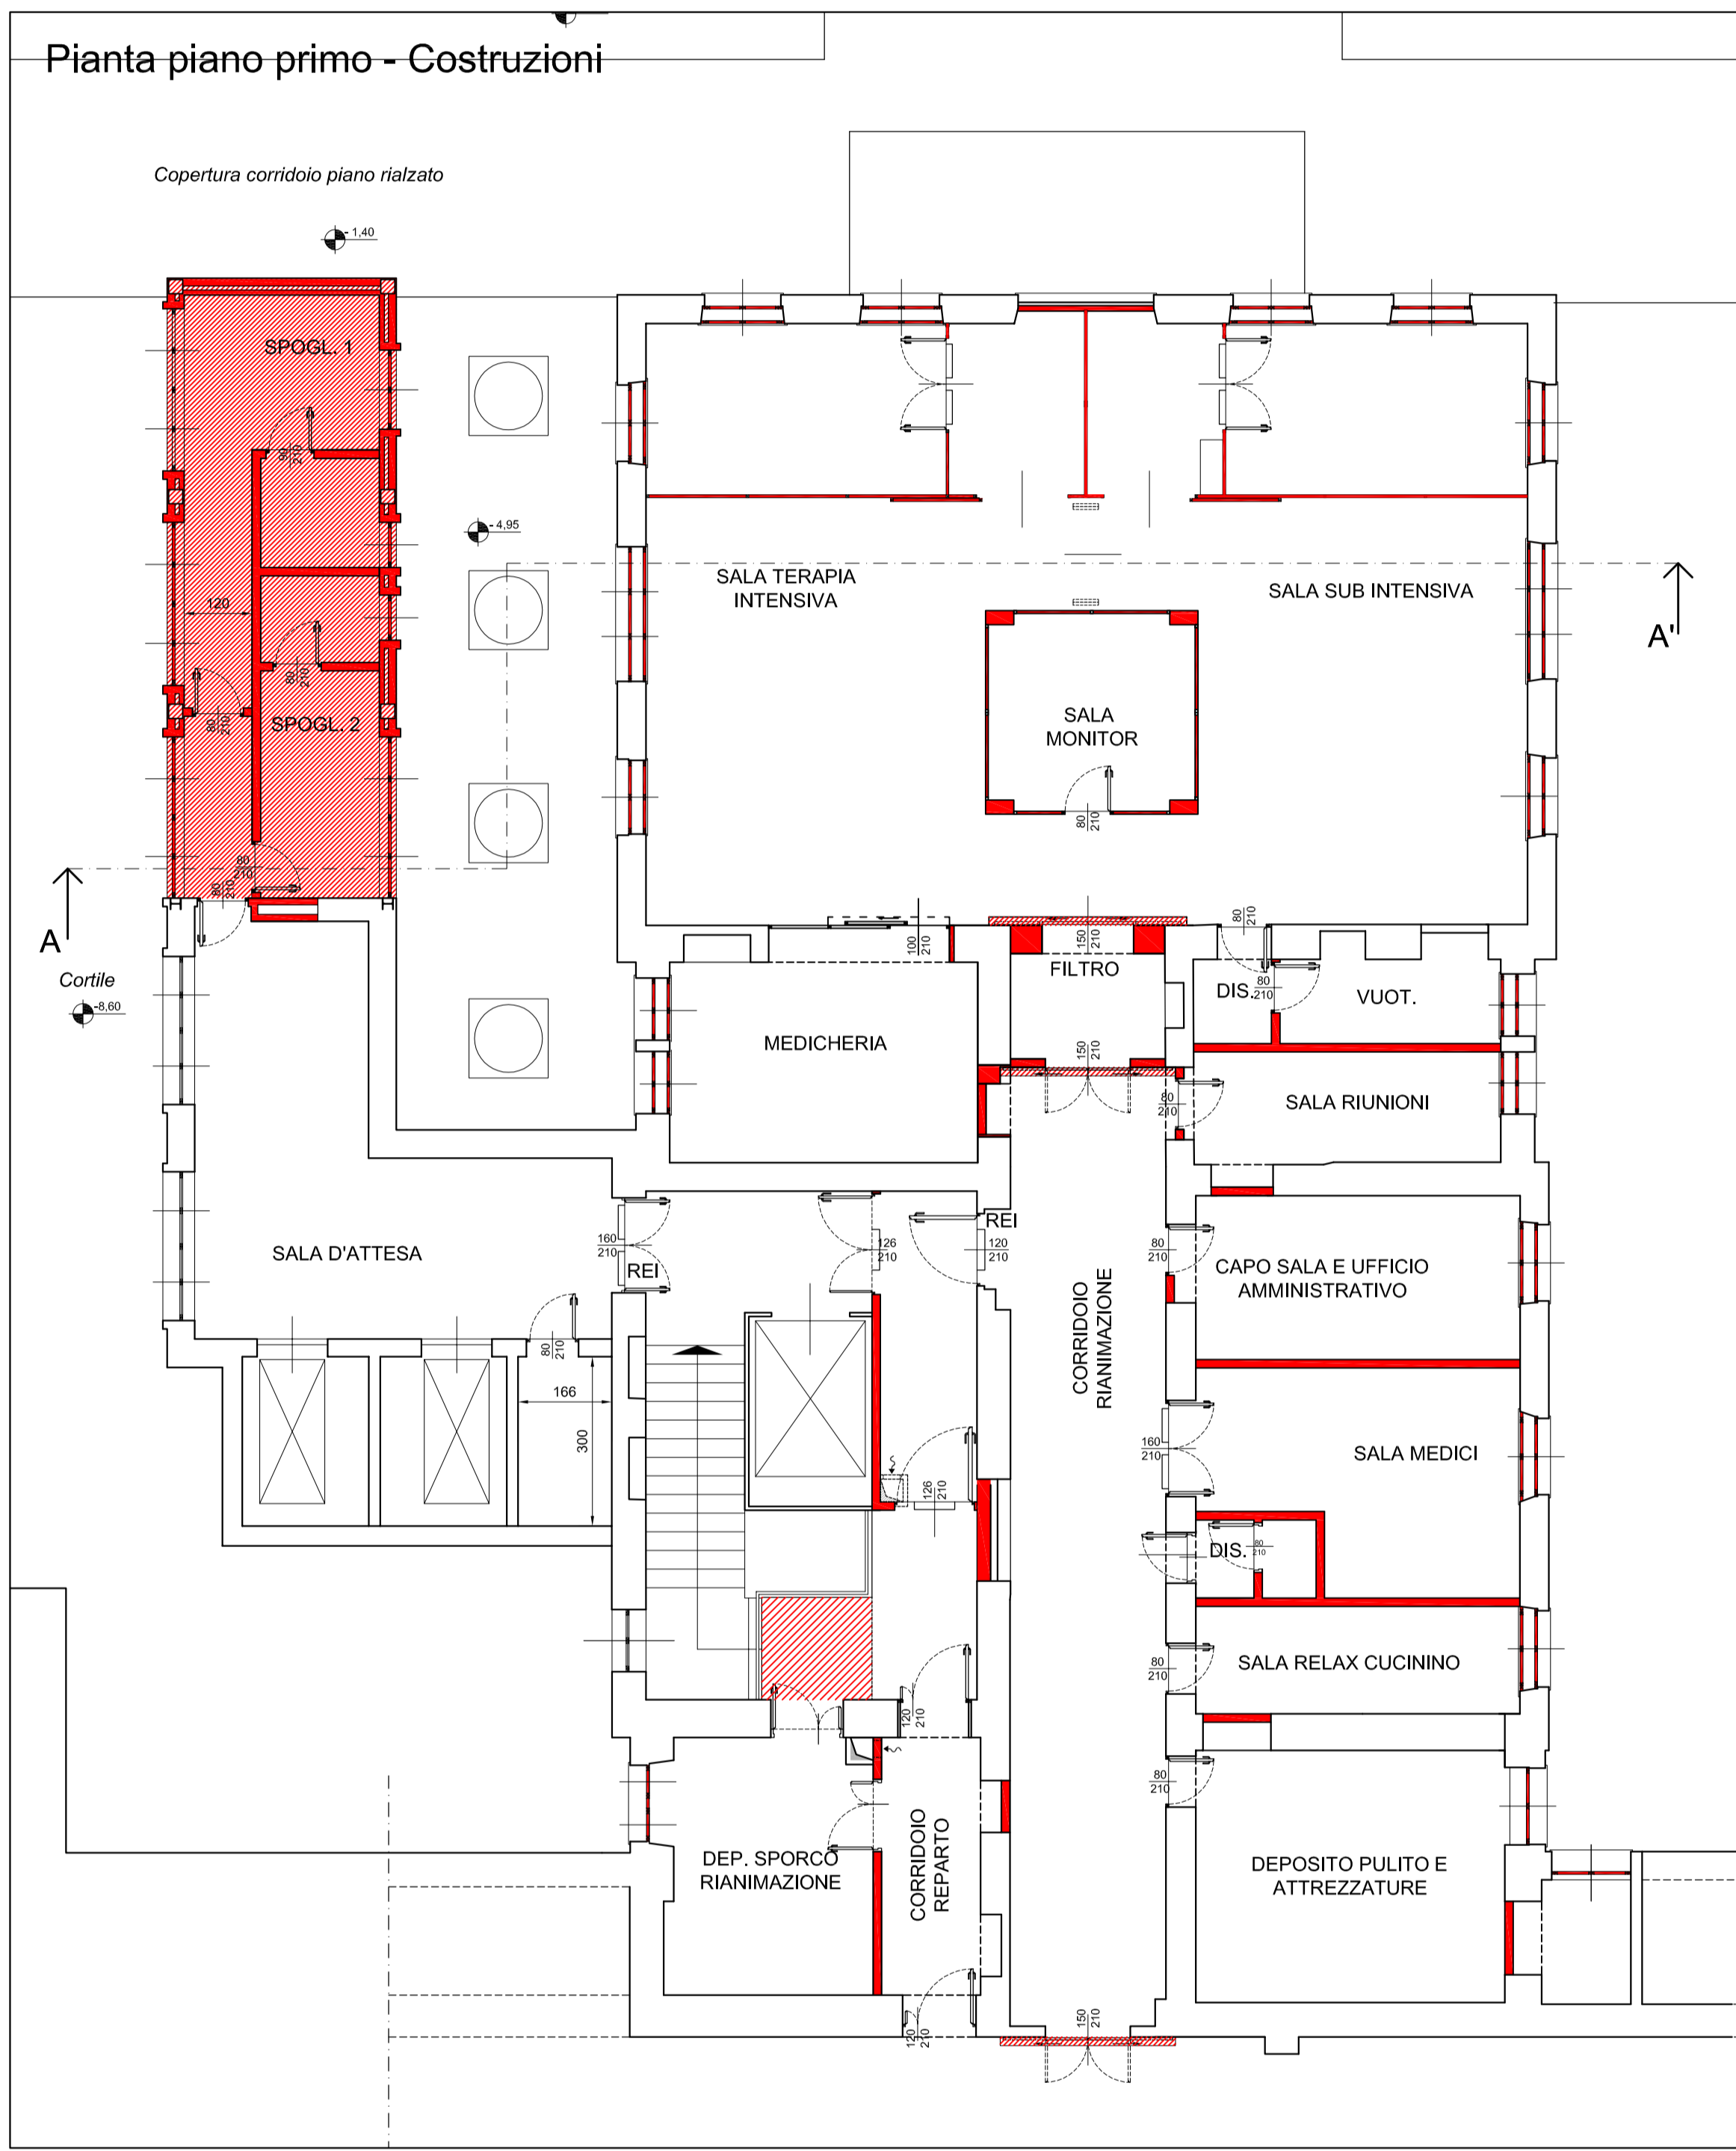 Pianta piano primo - Costruzioni
Copertura corridoio piano rialzato
- 1,40
SPOGL. 1
90
210
- 4,95
120
80
210
80
210
SPOGL. 2
80
210
80
210
A
Cortile
-8,60
SALA TERAPIA
INTENSIVA
SALA SUB INTENSIVA
A'
SALA
MONITOR
80
210
100
210
150
210
80
210
FILTRO
DIS.
80
210
VUOT.
MEDICHERIA
150
210
80
210
SALA RIUNIONI
SALA D'ATTESA
160
210
REI
126
210
REI
120
210
80
210
CAPO SALA E UFFICIO
AMMINISTRATIVO
CORRIDOIO
RIANIMAZIONE
80
210
166
300
160
210
SALA MEDICI
126
210
DIS.
80
210
80
210
SALA RELAX CUCININO
120
210
80
210
DEP. SPORCO
RIANIMAZIONE
CORRIDOIO
REPARTO
DEPOSITO PULITO E
ATTREZZATURE
120
210
150
210